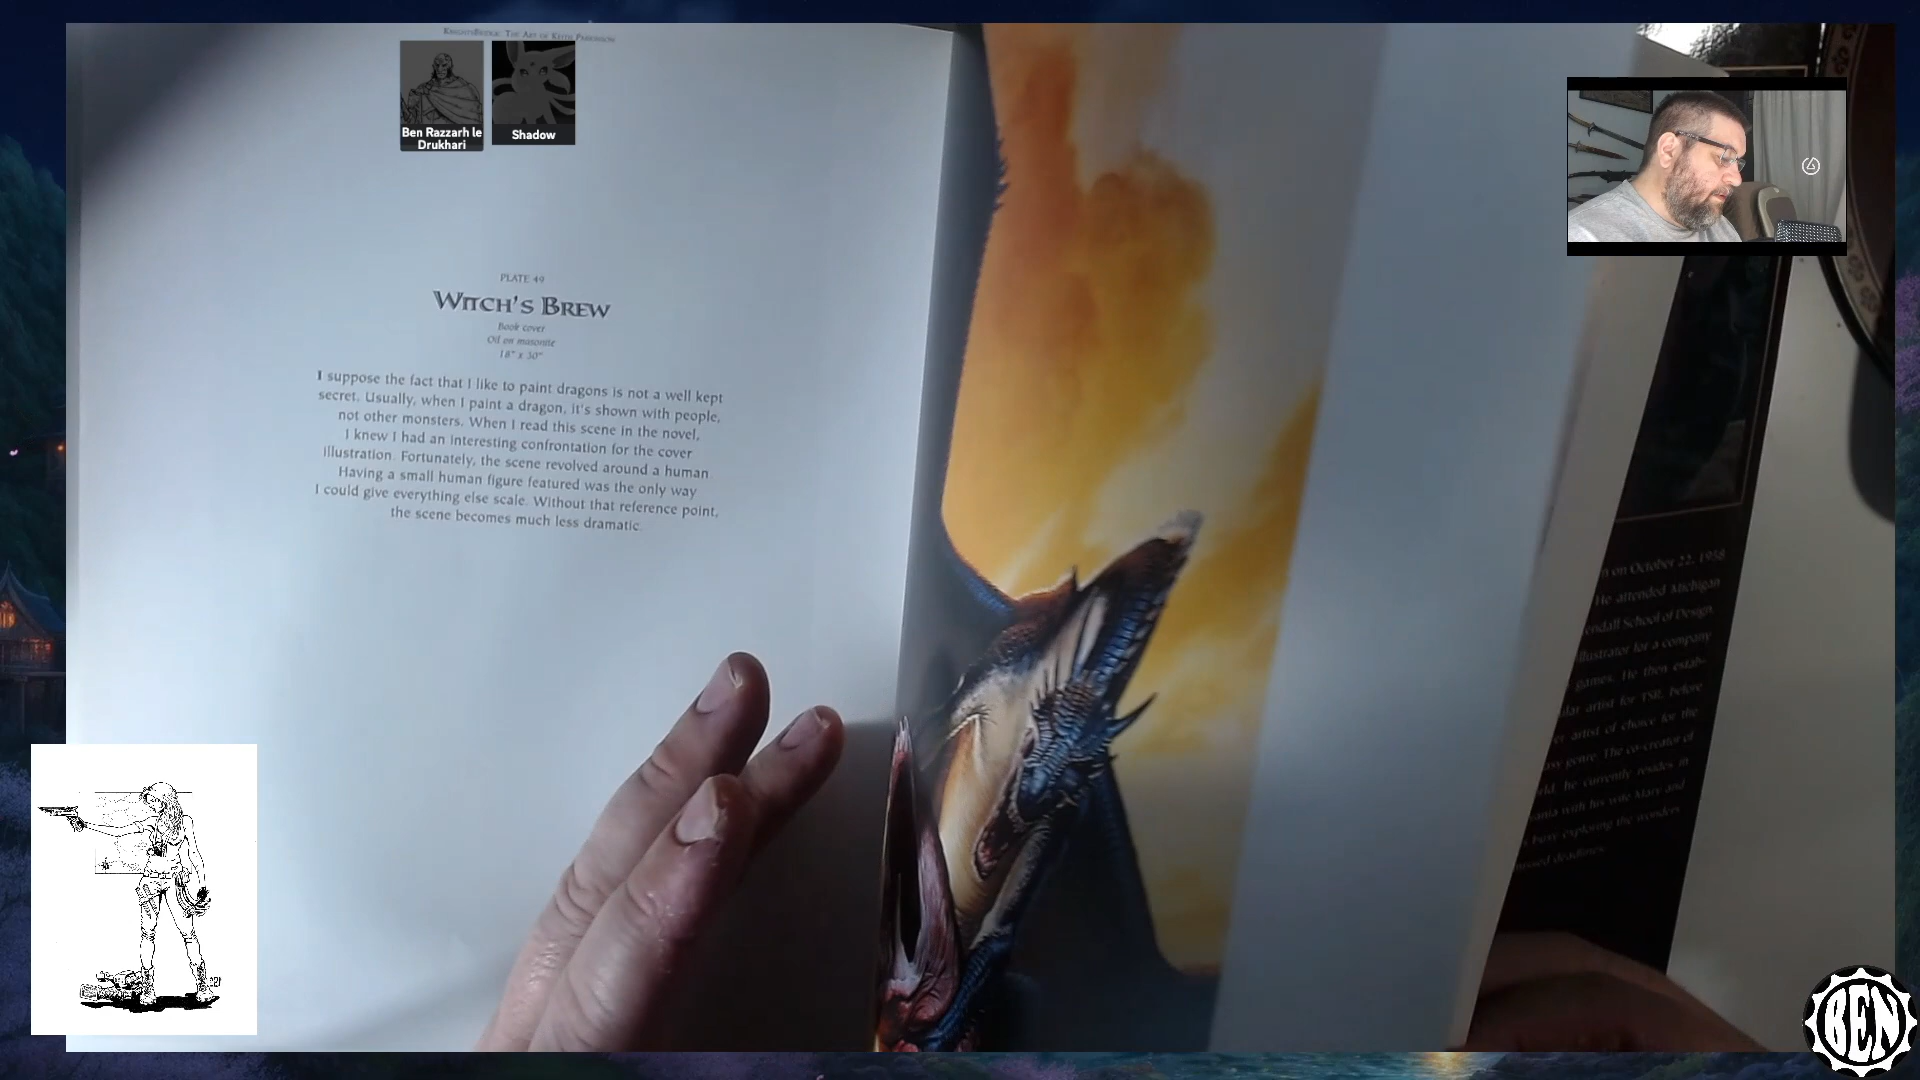 KnightsBridge: The Art of Keith Parkinson
Ben Razzarh le
Drukhari
Shadow
PLATE 49
WITCH'S BREW
Book cover
Oil on masonite
18" x 30"
I suppose the fact that I like to paint dragons is not a well kept
secret. Usually, when I paint a dragon, it's shown with people,
not other monsters. When I read this scene in the novel,
I knew I had an interesting confrontation for the cover
illustration. Fortunately, the scene revolved around a human
Having a small human figure featured was the only way
I could give everything else scale. Without that reference point,
the scene becomes much less dramatic.
n on October 22, 1958
He attended Michigan
endall School of Design,
llustrator for a company
games. He then estab-
lar artist for TSR, before
er artist of choice for the
asy genre. The co-creator of
rld, he currently resides in
vania with his wife Mary and
busy exploring the wonders
missed deadlines.
BEN